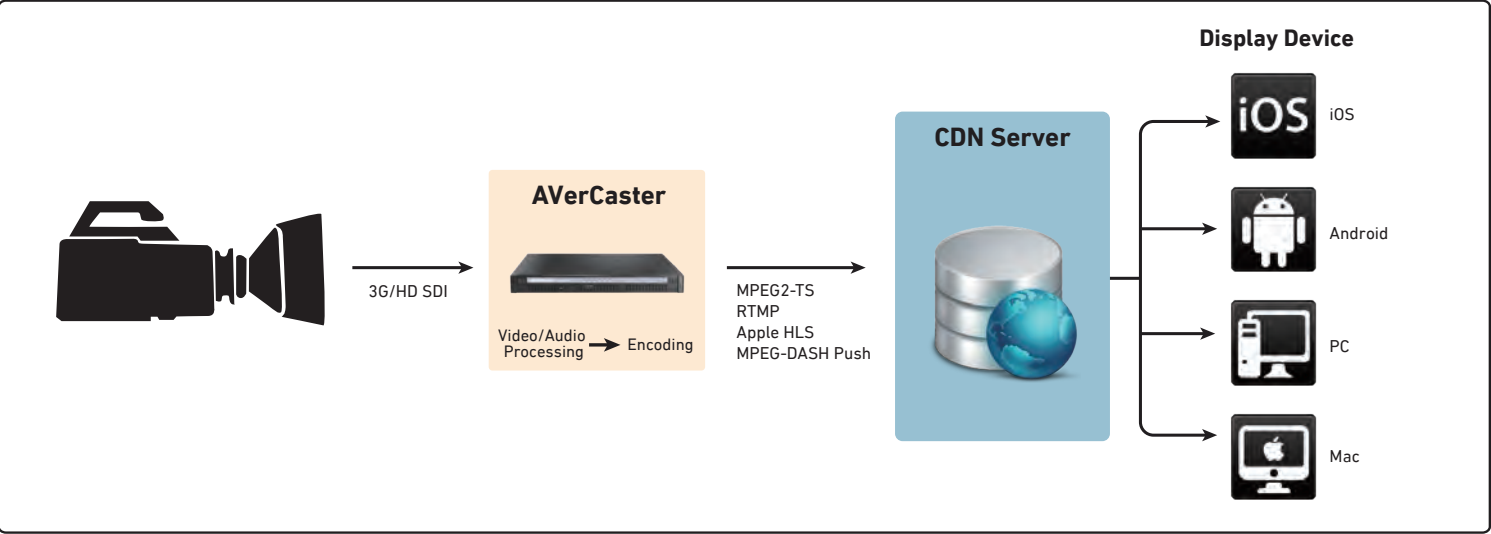 Display Device
iOS
iOS
CDN Server
Android
AVerCaster
3G/HD SDI
MPEG2-TS
RTMP
Apple HLS
MPEG-DASH Push
Video/Audio
Processing
Encoding
PC
Mac